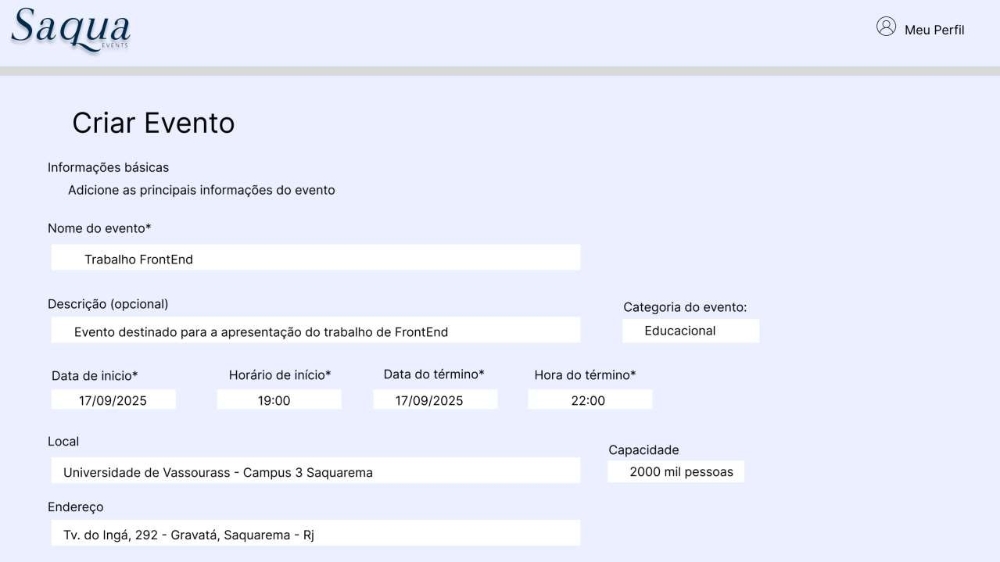 Saqua
EVENTS
Meu Perfil
Criar Evento
Informações básicas
Adicione as principais informações do evento
Nome do evento*
Trabalho FrontEnd
Descrição (opcional)
Categoria do evento:
Evento destinado para a apresentação do trabalho de FrontEnd
Educacional
Data de inicio*
Horário de início*
Data do término*
Hora do término*
17/09/2025
19:00
17/09/2025
22:00
Local
Capacidade
Universidade de Vassourass - Campus 3 Saquarema
2000 mil pessoas
Endereço
Tv. do Ingá, 292 - Gravatá, Saquarema - Rj